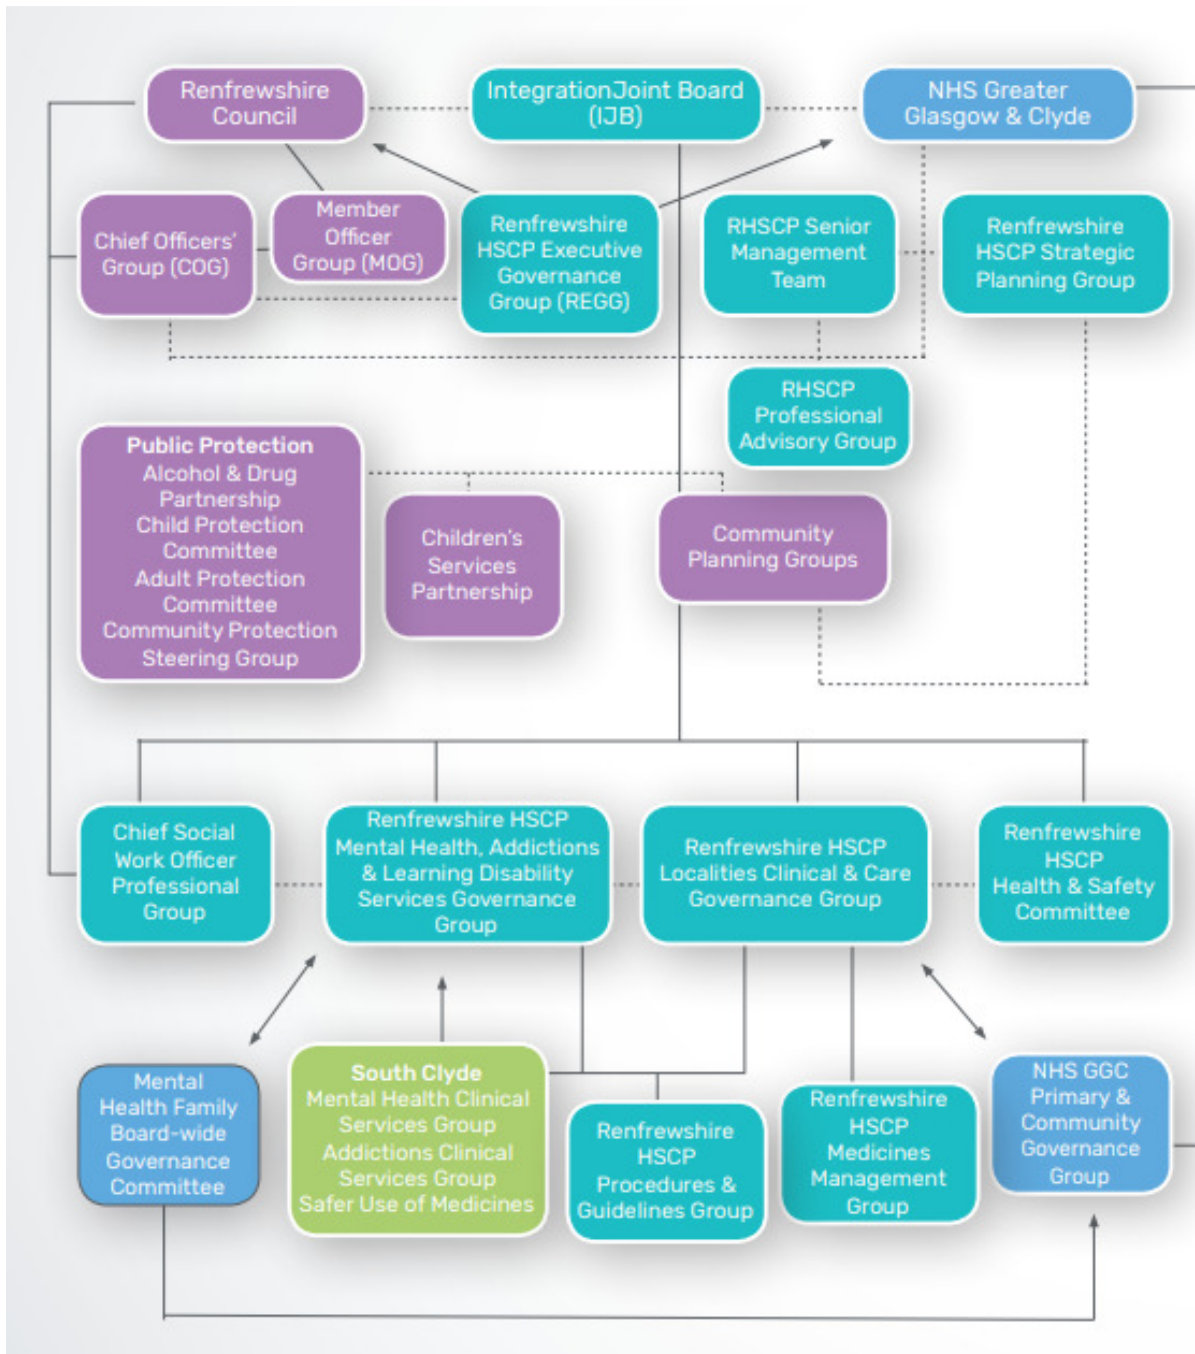 Renfrewshire
Council
IntegrationJoint Board
(IJB)
NHS Greater
Glasgow & Clyde
Chief Officers'
Group (COG)
Member
Officer
Group (MOG)
Renfrewshire
HSCP Executive
Governance
Group (REGG)
RHSCP Senior
Management
Team
Renfrewshire
HSCP Strategic
Planning Group
RHSCP
Professional
Advisory Group
Public Protection
Alcohol & Drug
Partnership
Child Protection
Committee
Adult Protection
Committee
Community Protection
Steering Group
Children's
Services
Partnership
Community
Planning Groups
Chief Social
Work Officer
Professional
Group
Renfrewshire HSCP
Mental Health, Addictions
& Learning Disability
Services Governance
Group
Renfrewshire HSCP
Localities Clinical & Care
Governance Group
Renfrewshire
HSCP
Health & Safety
Committee
Mental
Health Family
Board-wide
Governance
Committee
South Clyde
Mental Health Clinical
Services Group
Addictions Clinical
Services Group
Safer Use of Medicines
Renfrewshire
HSCP
Procedures &
Guidelines Group
Renfrewshire
HSCP
Medicines
Management
Group
NHS GGC
Primary &
Community
Governance
Group